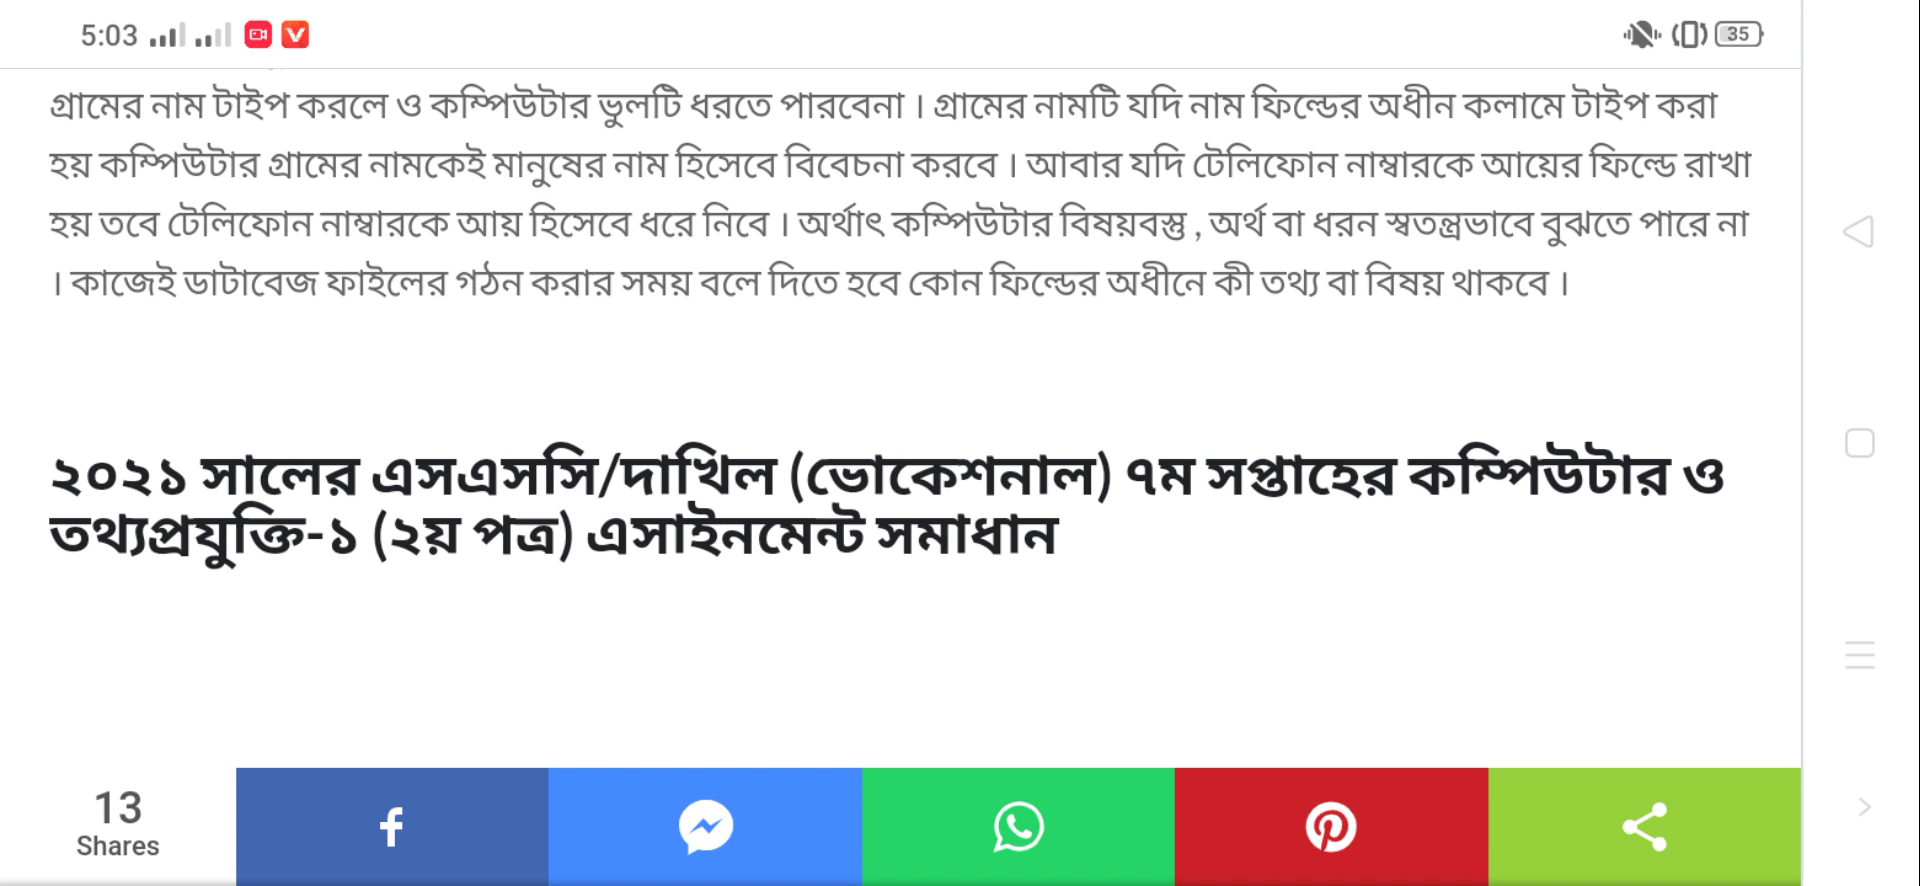 5:03
35
গ্রামের নাম টাইপ করলে ও কম্পিউটার ভুলটি ধরতে পারবেনা । গ্রামের নামটি যদি নাম ফিল্ডের অধীন কলামে টাইপ করা
হয় কম্পিউটার গ্রামের নামকেই মানুষের নাম হিসেবে বিবেচনা করবে । আবার যদি টেলিফোন নাম্বারকে আয়ের ফিল্ডে রাখা
হয় তবে টেলিফোন নাম্বারকে আয় হিসেবে ধরে নিবে । অর্থাৎ কম্পিউটার বিষয়বস্তু , অর্থ বা ধরন স্বতন্ত্রভাবে বুঝতে পারে না
। কাজেই ডাটাবেজ ফাইলের গঠন করার সময় বলে দিতে হবে কোন ফিল্ডের অধীনে কী তথ্য বা বিষয় থাকবে ।
২০২১ সালের এসএসসি/দাখিল (ভোকেশনাল) ৭ম সপ্তাহের কম্পিউটার ও
তথ্যপ্রযুক্তি-১ (২য় পত্র) এসাইনমেন্ট সমাধান
13
Shares